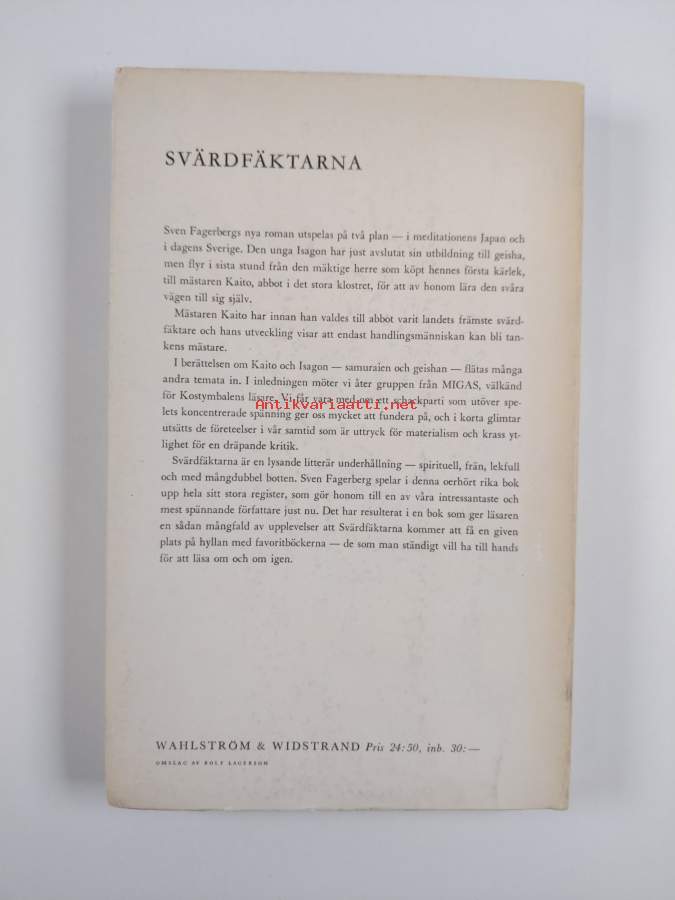 SVÄRDFÄKTARNA
Sven Fagerbergs nya roman utspelas på två plan — i meditationens Japan och
i dagens Sverige. Den unga Isagon har just avslutat sin utbildning till geisha,
men flyr i sista stund från den mäktige herre som köpt hennes första kärlek,
till mästaren Kaito, abbot i det stora klostret, för att av honom lära den svåra
vägen till sig själv.
Mästaren Kaito har innan han valdes till abbot varit landets främste svärd-
fäktare och hans utveckling visar att endast handlingsmänniskan kan bli tan-
kens mästare.
I berättelsen om Kaito och Isagon — samuraien och geishan — flätas många
andra temata in. I inledningen möter vi åter gruppen från MIGAS, välkänd
för Kostymbalens läsare. Vi får vara med om ett schackparti som utöver spe-
Antikvariaatti.net
lets koncentrerade spänning ger oss mycket att fundera på, och i korta glimtar
utsätts de företeelser i vår samtid som är uttryck för materialism och krass yt-
lighet för en dräpande kritik.
Svärdfäktarna är en lysande litterär underhållning — spirituell, från, lekfull
och med mångdubbel botten. Sven Fagerberg spelar i denna oerhört rika bok
upp hela sitt stora register, som gör honom till en av våra intressantaste och
mest spännande författare just nu. Det har resulterat i en bok som ger läsaren
en sådan mångfald av upplevelser att Svärdfäktarna kommer att få en given
plats på hyllan med favoritböckerna — de som man ständigt vill ha till hands
för att läsa om och om igen.
WAHLSTRÖM & WIDSTRAND Pris 24:50, inb. 30:—
OMSLAG AV ROLF LAGERSON